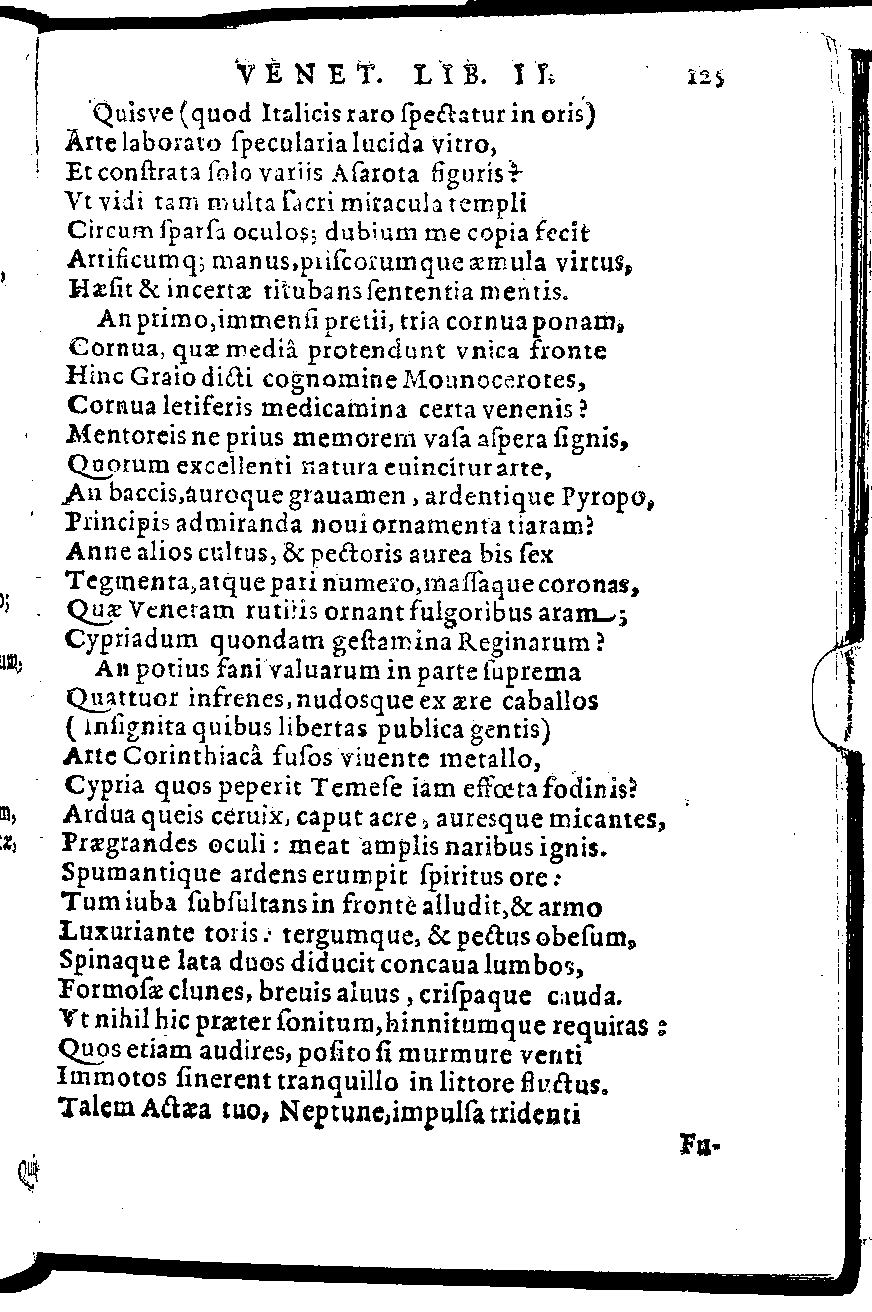 VENET. LIB. II. 125
Quisve (quod Italicis raro ſpectatur in oris)
Arte laborato ſpecularia lucida vitro,
Et conſtrata ſolo variis Aſarota figuris?
Vt vidi tam multa ſacri miracula templi
Circum ſparſa oculos; dubium me copia fecit
Artificumq; manus, priſcorumque æmula virtus,
Hæſit & incertæ titubans ſententia mentis.
An primo, immenſi pretii, tria cornua ponam,
Cornua, quæ mediâ protendunt vnica fronte
Hinc Graio dicti cognomine Mounocerotes,
Cornua letiferis medicamina certa venenis?
Mentoreis ne prius memorem vaſa aſpera ſignis,
Quorum excellenti natura euincitur arte,
An baccis, auroque grauamen, ardentique Pyropo,
Principis admiranda noui ornamenta tiaram?
Anne alios cultus, & pectoris aurea bis ſex
Tegmenta, atque pari numero, maſſaque coronas,
Quæ Venetam rutilis ornant fulgoribus aram;
Cypriadum quondam geſtamina Reginarum?
An potius fani valuarum in parte ſuprema
Quattuor infrenes, nudosque ex ære caballos
(Inſignita quibus libertas publica gentis)
Arte Corinthiacâ fuſos viuente metallo,
Cypria quos peperit Temeſe iam effœta fodinis?
Ardua queis ceruix, caput acre, auresque micantes,
Prægrandes oculi: meat amplis naribus ignis.
Spumantique ardens erumpit ſpiritus ore:
Tum iuba ſubſultans in fronte alludit, & armo
Luxuriante toris: tergumque, & pectus obeſum,
Spinaque lata duos diducit concaua lumbos,
Formoſæ clunes, breuis aluus, criſpaque cauda.
Vt nihil hic præter ſonitum, hinnitumque requiras:
Quos etiam audires, poſito ſi murmure venti
Immotos ſinerent tranquillo in littore fluctus.
Talem Actæa tuo, Neptune, impulſa tridenti
Fu-